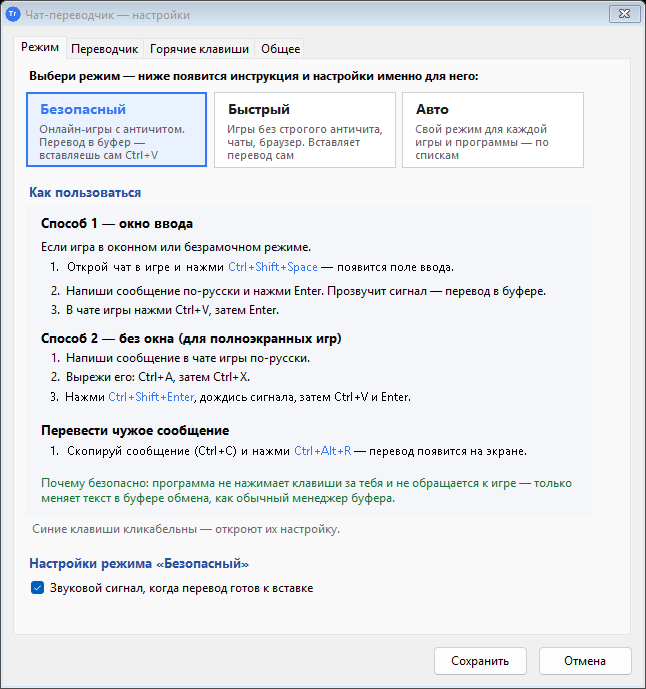 Tr Чат-переводчик — настройки
Режим Переводчик Горячие клавиши Общее
Выбери режим — ниже появится инструкция и настройки именно для него:
Безопасный
Онлайн-игры с античитом.
Перевод в буфер —
вставляешь сам Ctrl+V
Быстрый
Игры без строгого античита,
чаты, браузер. Вставляет
перевод сам
Авто
Свой режим для каждой
игры и программы — по
спискам
Как пользоваться
Способ 1 — окно ввода
Если игра в оконном или безрамочном режиме.
1. Открой чат в игре и нажми Ctrl+Shift+Space — появится поле ввода.
2. Напиши сообщение по-русски и нажми Enter. Прозвучит сигнал — перевод в буфере.
3. В чате игры нажми Ctrl+V, затем Enter.
Способ 2 — без окна (для полноэкранных игр)
1. Напиши сообщение в чате игры по-русски.
2. Вырежи его: Ctrl+A, затем Ctrl+X.
3. Нажми Ctrl+Shift+Enter, дождись сигнала, затем Ctrl+V и Enter.
Перевести чужое сообщение
1. Скопируй сообщение (Ctrl+C) и нажми Ctrl+Alt+R — перевод появится на экране.
Почему безопасно: программа не нажимает клавиши за тебя и не обращается к игре — только
меняет текст в буфере обмена, как обычный менеджер буфера.
Синие клавиши кликабельны — откроют их настройку.
Настройки режима «Безопасный»
Звуковой сигнал, когда перевод готов к вставке
Сохранить Отмена